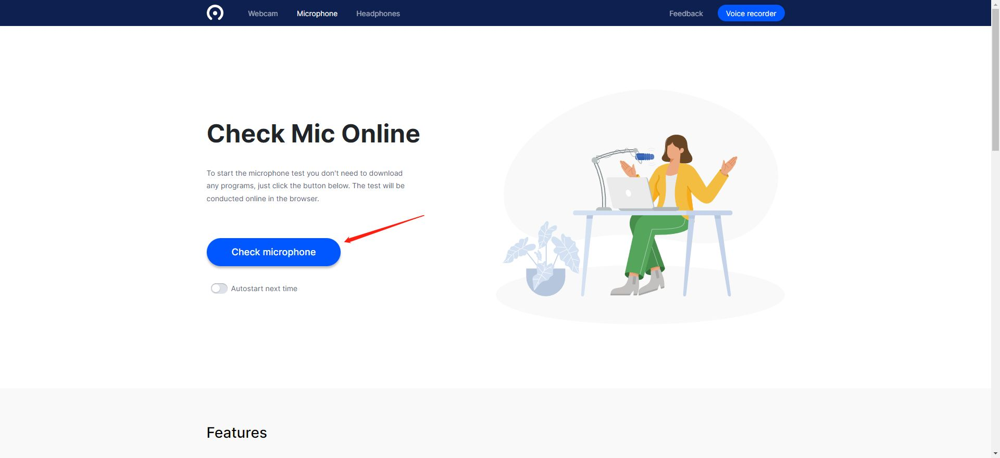 Webcam
Microphone
Headphones
Feedback
Voice recorder
Check Mic Online
To start the microphone test you don't need to download
any programs, just click the button below. The test will be
conducted online in the browser.
Check microphone
Autostart next time
Features